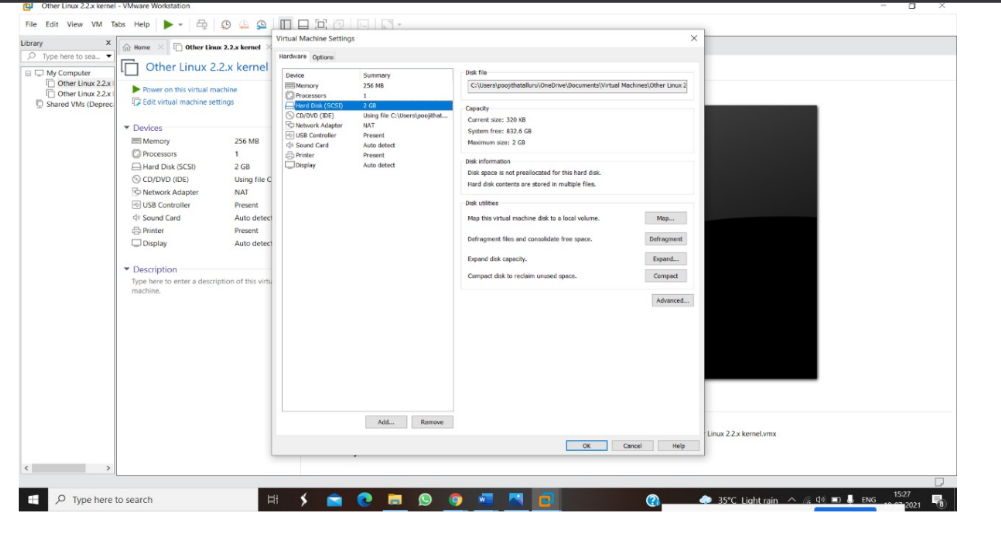 Other Linux 2.2.x kernel - VMware Workstation
File Edit View VM Tabs Help
Library X
Type here to sea...
My Computer
Other Linux 2.2.x
Other Linux 2.2.x
Shared VMs (Deprec
Home Other Linux 2.2.x kernel
Other Linux 2.2.x kernel
Power on this virtual machine
Edit virtual machine settings
Devices
Memory 256 MB
Processors 1
Hard Disk (SCSI) 2 GB
CD/DVD (IDE) Using file C
Network Adapter NAT
USB Controller Present
Sound Card Auto detect
Printer Present
Display Auto detect
Description
Type here to enter a description of this virtu
machine.
Virtual Machine Settings
Hardware Options
Device Summary
Memory 256 MB
Processors 1
Hard Disk (SCSI) 2 GB
CD/DVD (IDE) Using file C:\Users\poojithat...
Network Adapter NAT
USB Controller Present
Sound Card Auto detect
Printer Present
Display Auto detect
Add... Remove
Disk file
C:\Users\poojithatalluru\OneDrive\Documents\Virtual Machines\Other Linux 2
Capacity
Current size: 320 KB
System free: 832.6 GB
Maximum size: 2 GB
Disk information
Disk space is not preallocated for this hard disk.
Hard disk contents are stored in multiple files.
Disk utilities
Map this virtual machine disk to a local volume. Map...
Defragment files and consolidate free space. Defragment
Expand disk capacity. Expand...
Compact disk to reclaim unused space. Compact
Advanced...
OK Cancel Help
Linux 2.2.x kernel.vmx
Type here to search
35°C Light rain ENG 15:27
2021